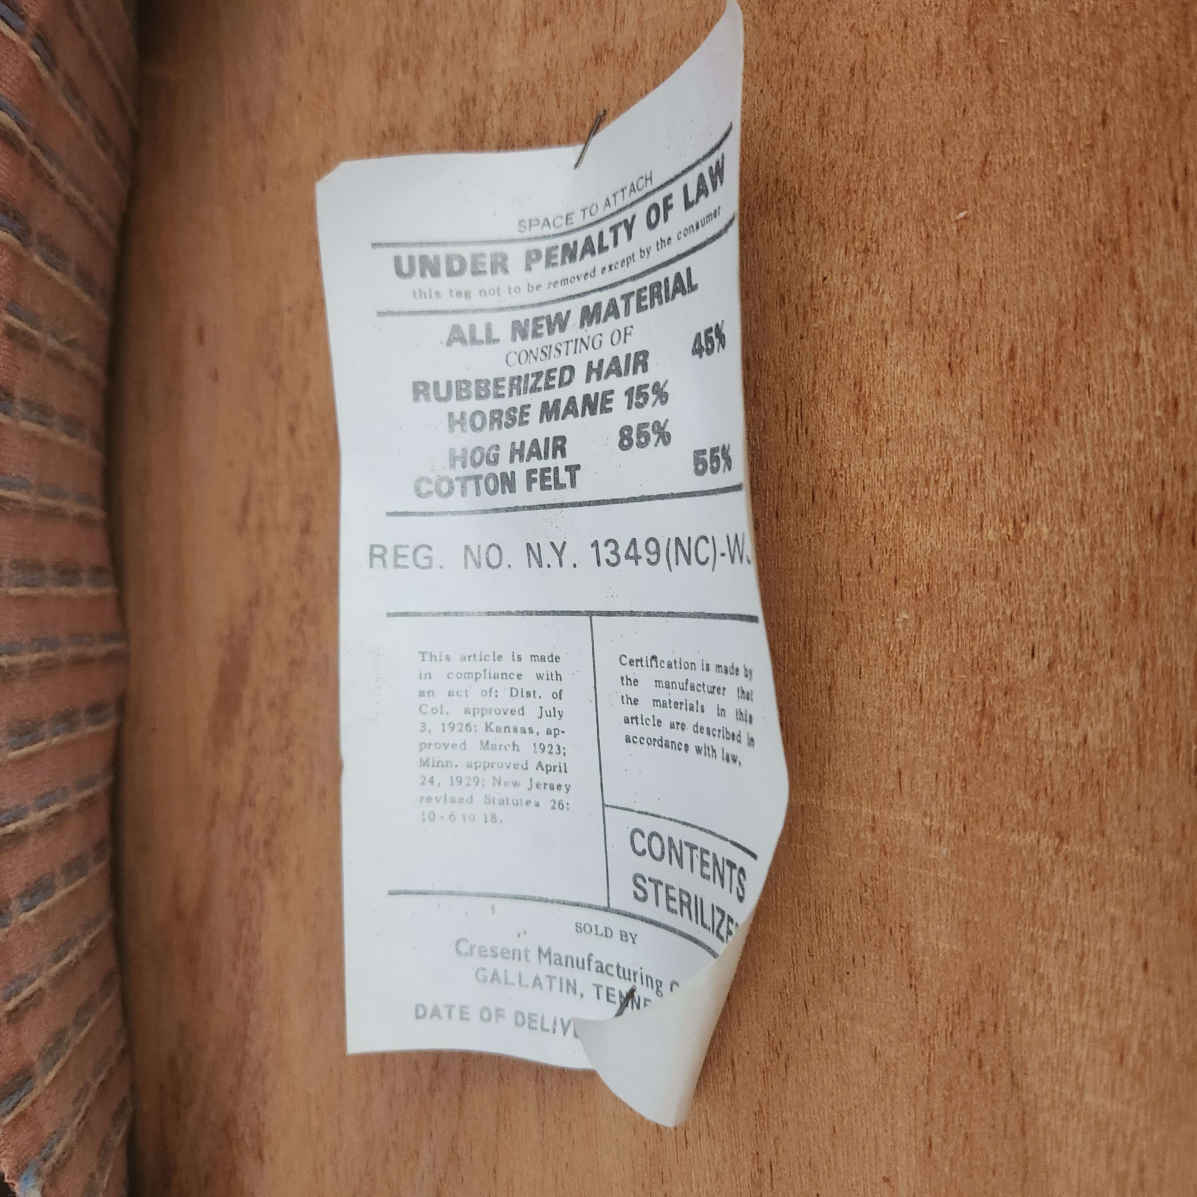 SPACE TO ATTACH
UNDER PENALTY OF LAW
this tag not to be removed except by the consumer
ALL NEW MATERIAL
CONSISTING OF
RUBBERIZED HAIR 45%
HORSE MANE 15%
HOG HAIR 85%
COTTON FELT 55%
REG. NO. N.Y. 1349(NC)-W.
This article is made
in compliance with
an act of: Dist. of
Col. approved July
3, 1926; Kansas, ap-
proved March 1923;
Minn. approved April
24, 1929; New Jersey
revised Statutes 26:
10-6 to 18.
Certification is made by
the manufacturer that
the materials in this
article are described in
accordance with law.
CONTENTS
STERILIZE
SOLD BY
Cresent Manufacturing C
GALLATIN, TENNE
DATE OF DELIV